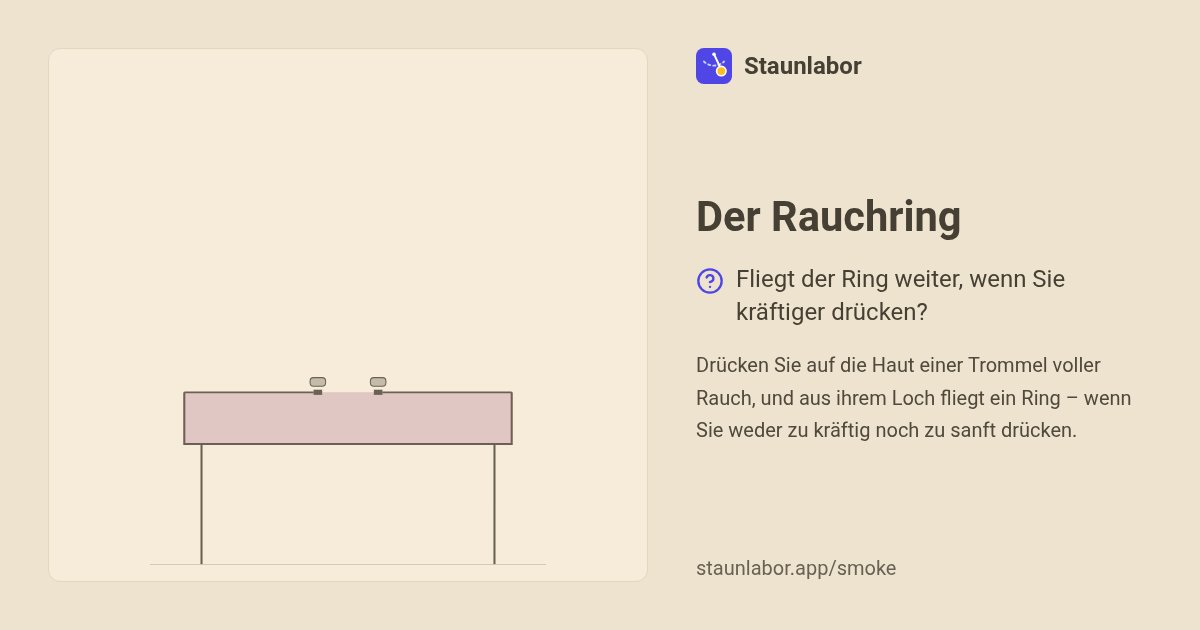 Staunlabor
Der Rauchring
Fliegt der Ring weiter, wenn Sie
kräftiger drücken?
Drücken Sie auf die Haut einer Trommel voller
Rauch, und aus ihrem Loch fliegt ein Ring – wenn
Sie weder zu kräftig noch zu sanft drücken.
staunlabor.app/smoke